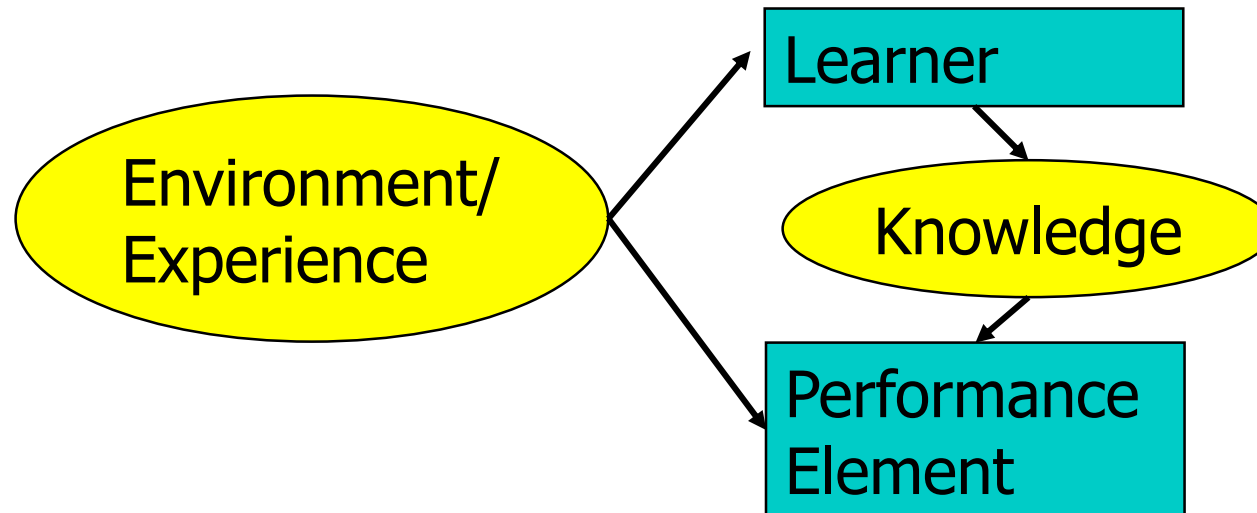 Learner
Environment/
Experience
Knowledge
Performance
Element